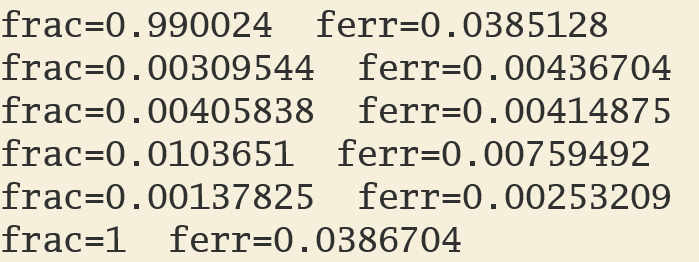 frac=0.990024  ferr=0.0385128
frac=0.00309544  ferr=0.00436704
frac=0.00405838  ferr=0.00414875
frac=0.0103651  ferr=0.00759492
frac=0.00137825  ferr=0.00253209
frac=1  ferr=0.0386704